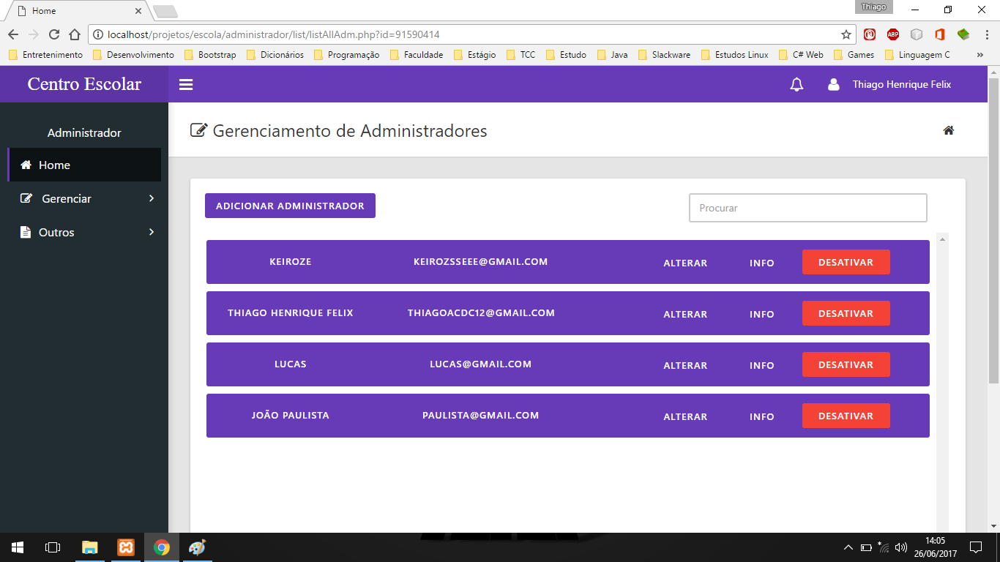 Home
Thiago
localhost/projetos/escola/administrador/list/listAllAdm.php?id=91590414
ABP
Entretenimento Desenvolvimento Bootstrap Dicionários Programação Faculdade Estágio TCC Estudo Java Slackware Estudos Linux C# Web Games Linguagem C »
Centro Escolar
Thiago Henrique Felix
Administrador
Gerenciamento de Administradores
Home
Gerenciar
Outros
ADICIONAR ADMINISTRADOR
Procurar
KEIROZE KEIROZSSEEE@GMAIL.COM ALTERAR INFO DESATIVAR
THIAGO HENRIQUE FELIX THIAGOACDC12@GMAIL.COM ALTERAR INFO DESATIVAR
LUCAS LUCAS@GMAIL.COM ALTERAR INFO DESATIVAR
JOÃO PAULISTA PAULISTA@GMAIL.COM ALTERAR INFO DESATIVAR
14:05
26/06/2017